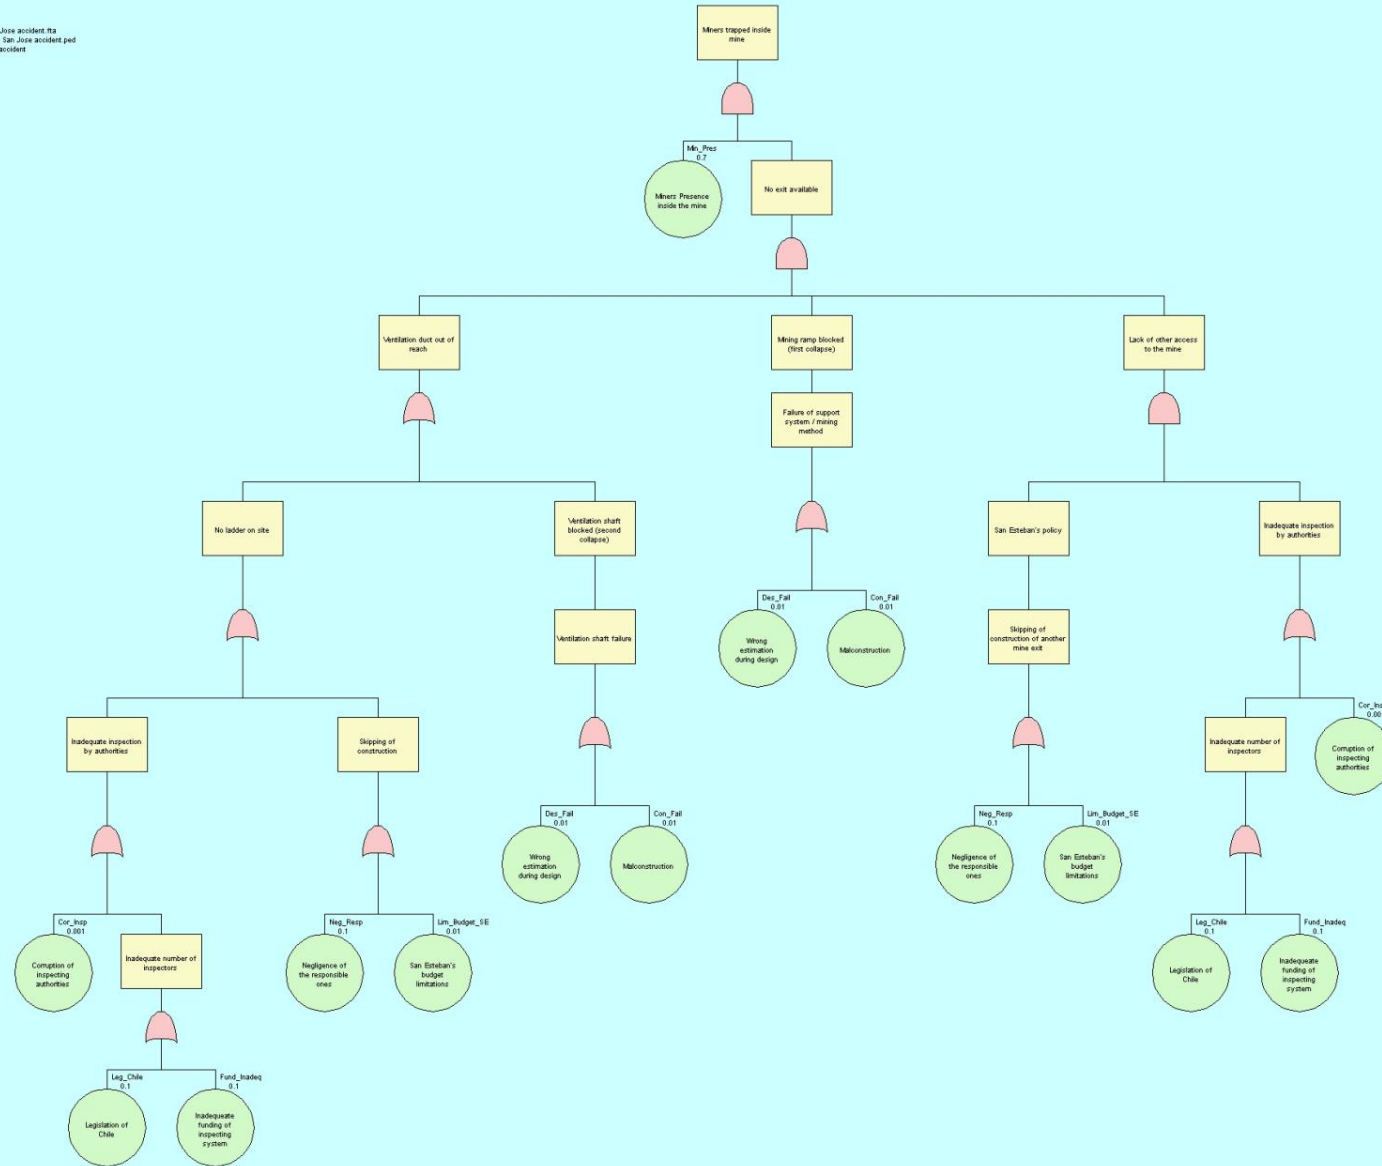 Jose accident.fta
San Jose accident.ped
accident
Miners trapped inside
mine
Min_Pres
0.7
Miners Presence
inside the mine
No exit available
Ventilation duct out of
reach
Mining ramp blocked
(first collapse)
Lack of other access
to the mine
Failure of support
system / mining
method
No ladder on site
Ventilation shaft
blocked (second
collapse)
San Esteban's policy
Inadequate inspection
by authorities
Des_Fail
0.01
Con_Fail
0.01
Wrong
estimation
during design
Malconstruction
Ventilation shaft failure
Skipping of
construction of another
mine exit
Inadequate inspection
by authorities
Skipping of
construction
Inadequate number of
inspectors
Cor_Ins
0.00
Corruption of
inspecting
authorities
Des_Fail
0.01
Con_Fail
0.01
Wrong
estimation
during design
Malconstruction
Neg_Resp
0.1
Lim_Budget_SE
0.01
Negligence of
the responsible
ones
San Esteban's
budget
limitations
Cor_Insp
0.001
Corruption of
inspecting
authorities
Inadequate number of
inspectors
Neg_Resp
0.1
Lim_Budget_SE
0.01
Negligence of
the responsible
ones
San Esteban's
budget
limitations
Leg_Chile
0.1
Fund_Inadeq
0.1
Legislation of
Chile
Inadequeate
funding of
inspecting
system
Leg_Chile
0.1
Fund_Inadeq
0.1
Legislation of
Chile
Inadequeate
funding of
inspecting
system